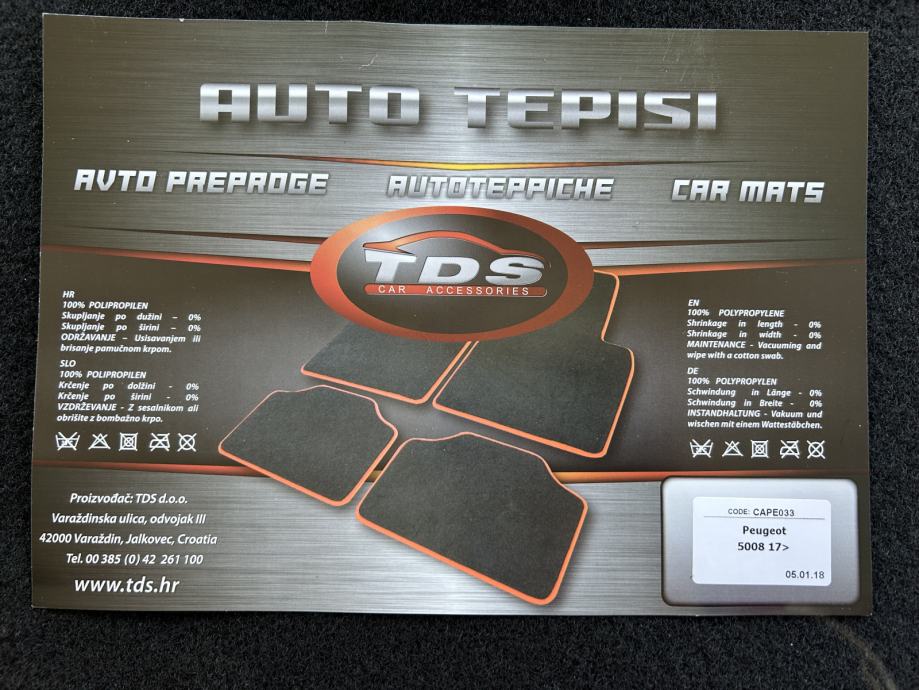 AUTO TEPISI
AVTO PREPROGE
AUTOTEPPICHE
CAR MATS
TDS
CAR ACCESSORIES
HR
100% POLIPROPILEN
Skupljanje po dužini – 0%
Skupljanje po širini – 0%
ODRŽAVANJE – Usisavanjem ili
brisanje pamučnom krpom.
SLO
100% POLIPROPILEN
Krčenje po dolžini - 0%
Krčenje po širini - 0%
VZDRŽEVANJE - Z sesalnikom ali
obrišite z bombažno krpo.
EN
100% POLYPROPYLENE
Shrinkage in length - 0%
Shrinkage in width - 0%
MAINTENANCE - Vacuuming and
wipe with a cotton swab.
DE
100% POLYPROPYLEN
Schwindung in Länge - 0%
Schwindung in Breite - 0%
INSTANDHALTUNG - Vakuum und
wischen mit einem Wattestäbchen.
Proizvođač: TDS d.o.o.
Varaždinska ulica, odvojak III
42000 Varaždin, Jalkovec, Croatia
Tel. 00 385 (0) 42 261 100
www.tds.hr
CODE: CAPE033
Peugeot
5008 17>
05.01.18